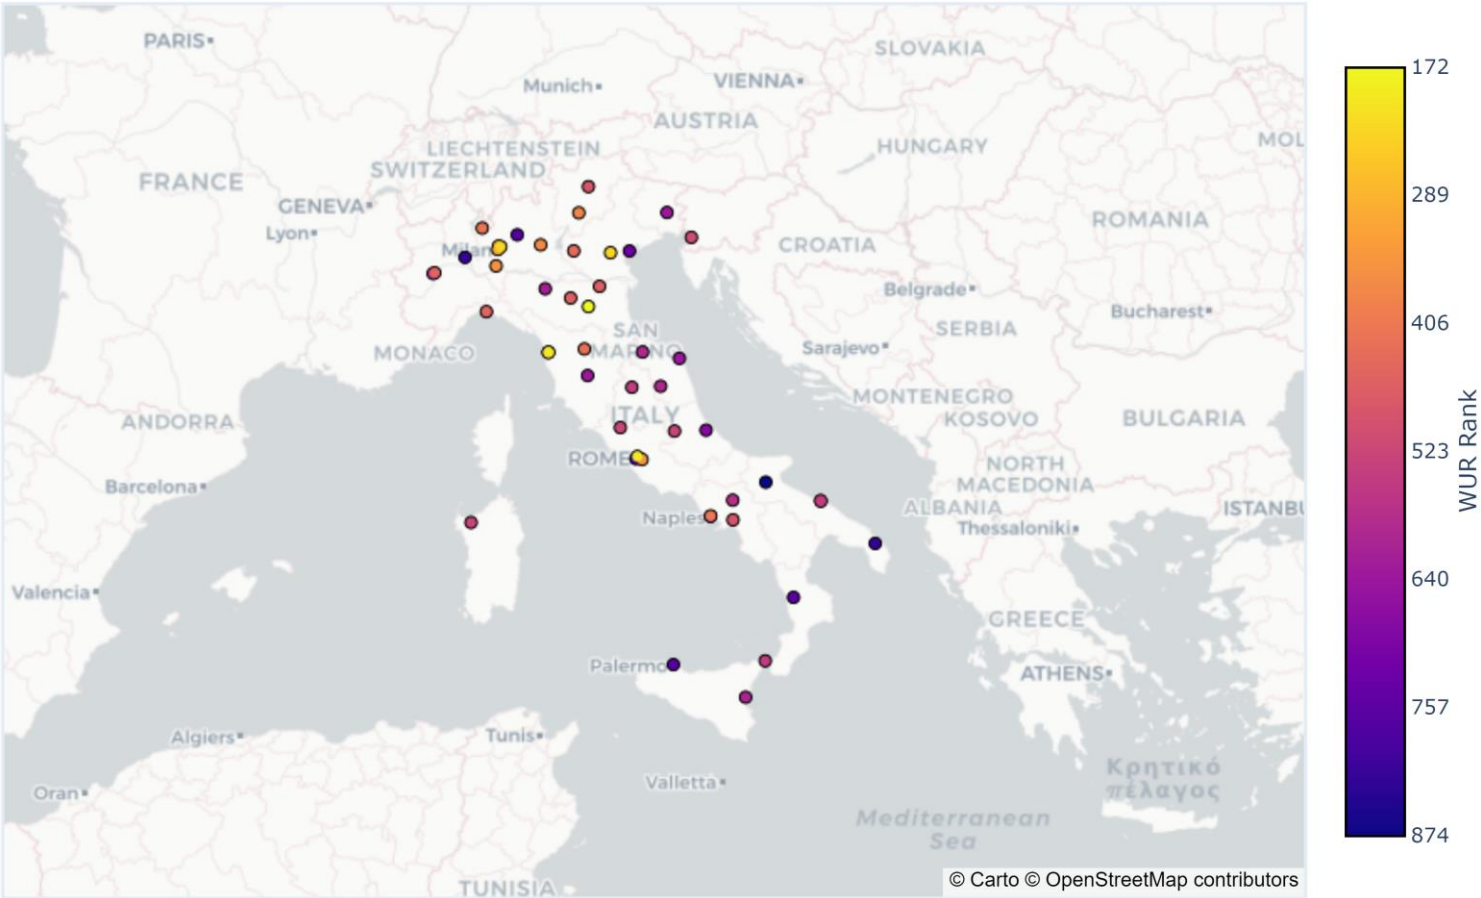 PARIS
SLOVAKIA
Munich
VIENNA
AUSTRIA
MOL
LIECHTENSTEIN
HUNGARY
SWITZERLAND
FRANCE
GENEVA
ROMANIA
Lyon
CROATIA
Milan
Belgrade
Bucharest
SAN
MARINO
SERBIA
MONACO
Sarajevo
MONTENEGRO
KOSOVO
ANDORRA
ITALY
BULGARIA
ROME
NORTH
MACEDONIA
Barcelona
ALBANIA
ISTANBU
Naples
Thessaloniki
Valencia
GREECE
Palermo
ATHENS
Algiers
Tunis
Κρητικό
πέλαγος
Valletta
Oran
Mediterranean
Sea
TUNISIA
© Carto © OpenStreetMap contributors
172
289
406
523
640
757
874
WUR Rank